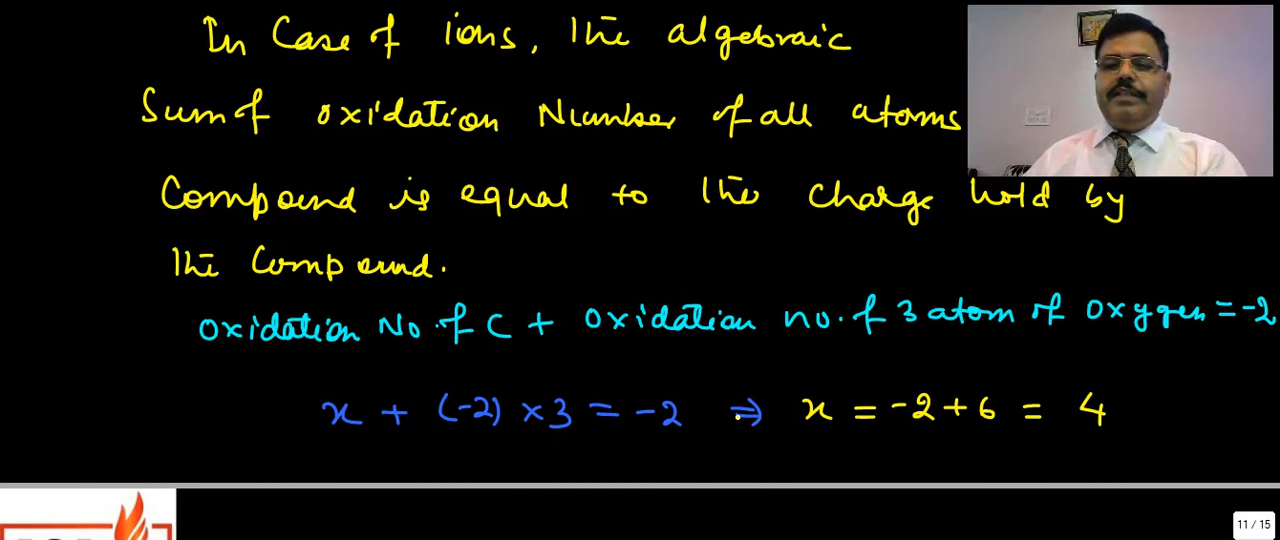 In Case of ions, the algebraic
Sum of oxidation Number of all atoms
Compound is equal to the charge hold by
the Compound.
Oxidation No. of C + Oxidation no. of 3 atom of Oxygen = -2
x + (-2) × 3 = -2 ⇒ x = -2 + 6 = 4
11 / 15